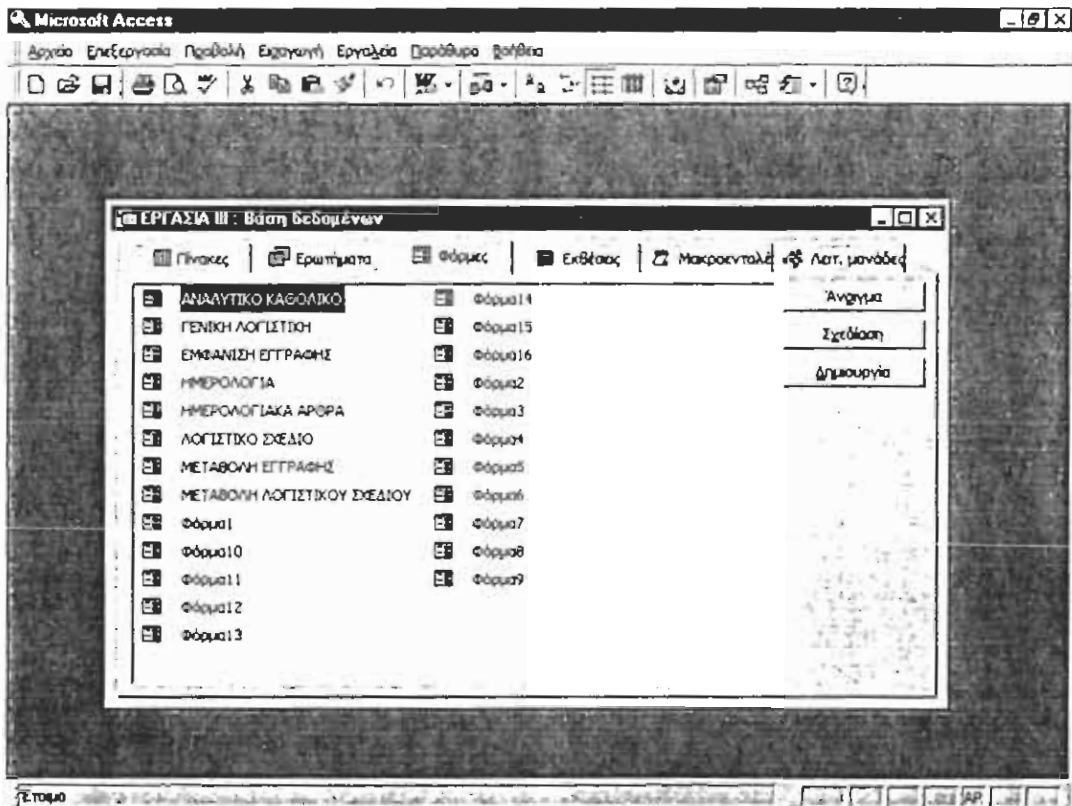 Microsoft Access
Αρχείο Επεξεργασία Προβολή Εισαγωγή Εργαλεία Παράθυρο Βοήθεια
ΕΡΓΑΣΙΑ ΙΙΙ : Βάση δεδομένων
Πίνακες Ερωτήματα Φόρμες Εκθέσεις Μακροεντολέ Λειτ. μονάδες
ΑΝΑΛΥΤΙΚΟ ΚΑΘΟΛΙΚΟ Φόρμα14 Άνοιγμα
ΓΕΝΙΚΗ ΛΟΓΙΣΤΙΚΗ Φόρμα15 Σχεδίαση
ΕΜΦΑΝΙΣΗ ΕΓΓΡΑΦΗΣ Φόρμα16
ΗΜΕΡΟΛΟΓΙΑ Φόρμα2 Δημιουργία
ΗΜΕΡΟΛΟΓΙΑΚΑ ΑΡΘΡΑ Φόρμα3
ΛΟΓΙΣΤΙΚΟ ΣΧΕΔΙΟ Φόρμα4
ΜΕΤΑΒΟΛΗ ΕΓΓΡΑΦΗΣ Φόρμα5
ΜΕΤΑΒΟΛΗ ΛΟΓΙΣΤΙΚΟΥ ΣΧΕΔΙΟΥ Φόρμα6
Φόρμα1 Φόρμα7
Φόρμα10 Φόρμα8
Φόρμα11 Φόρμα9
Φόρμα12
Φόρμα13
Έτοιμο